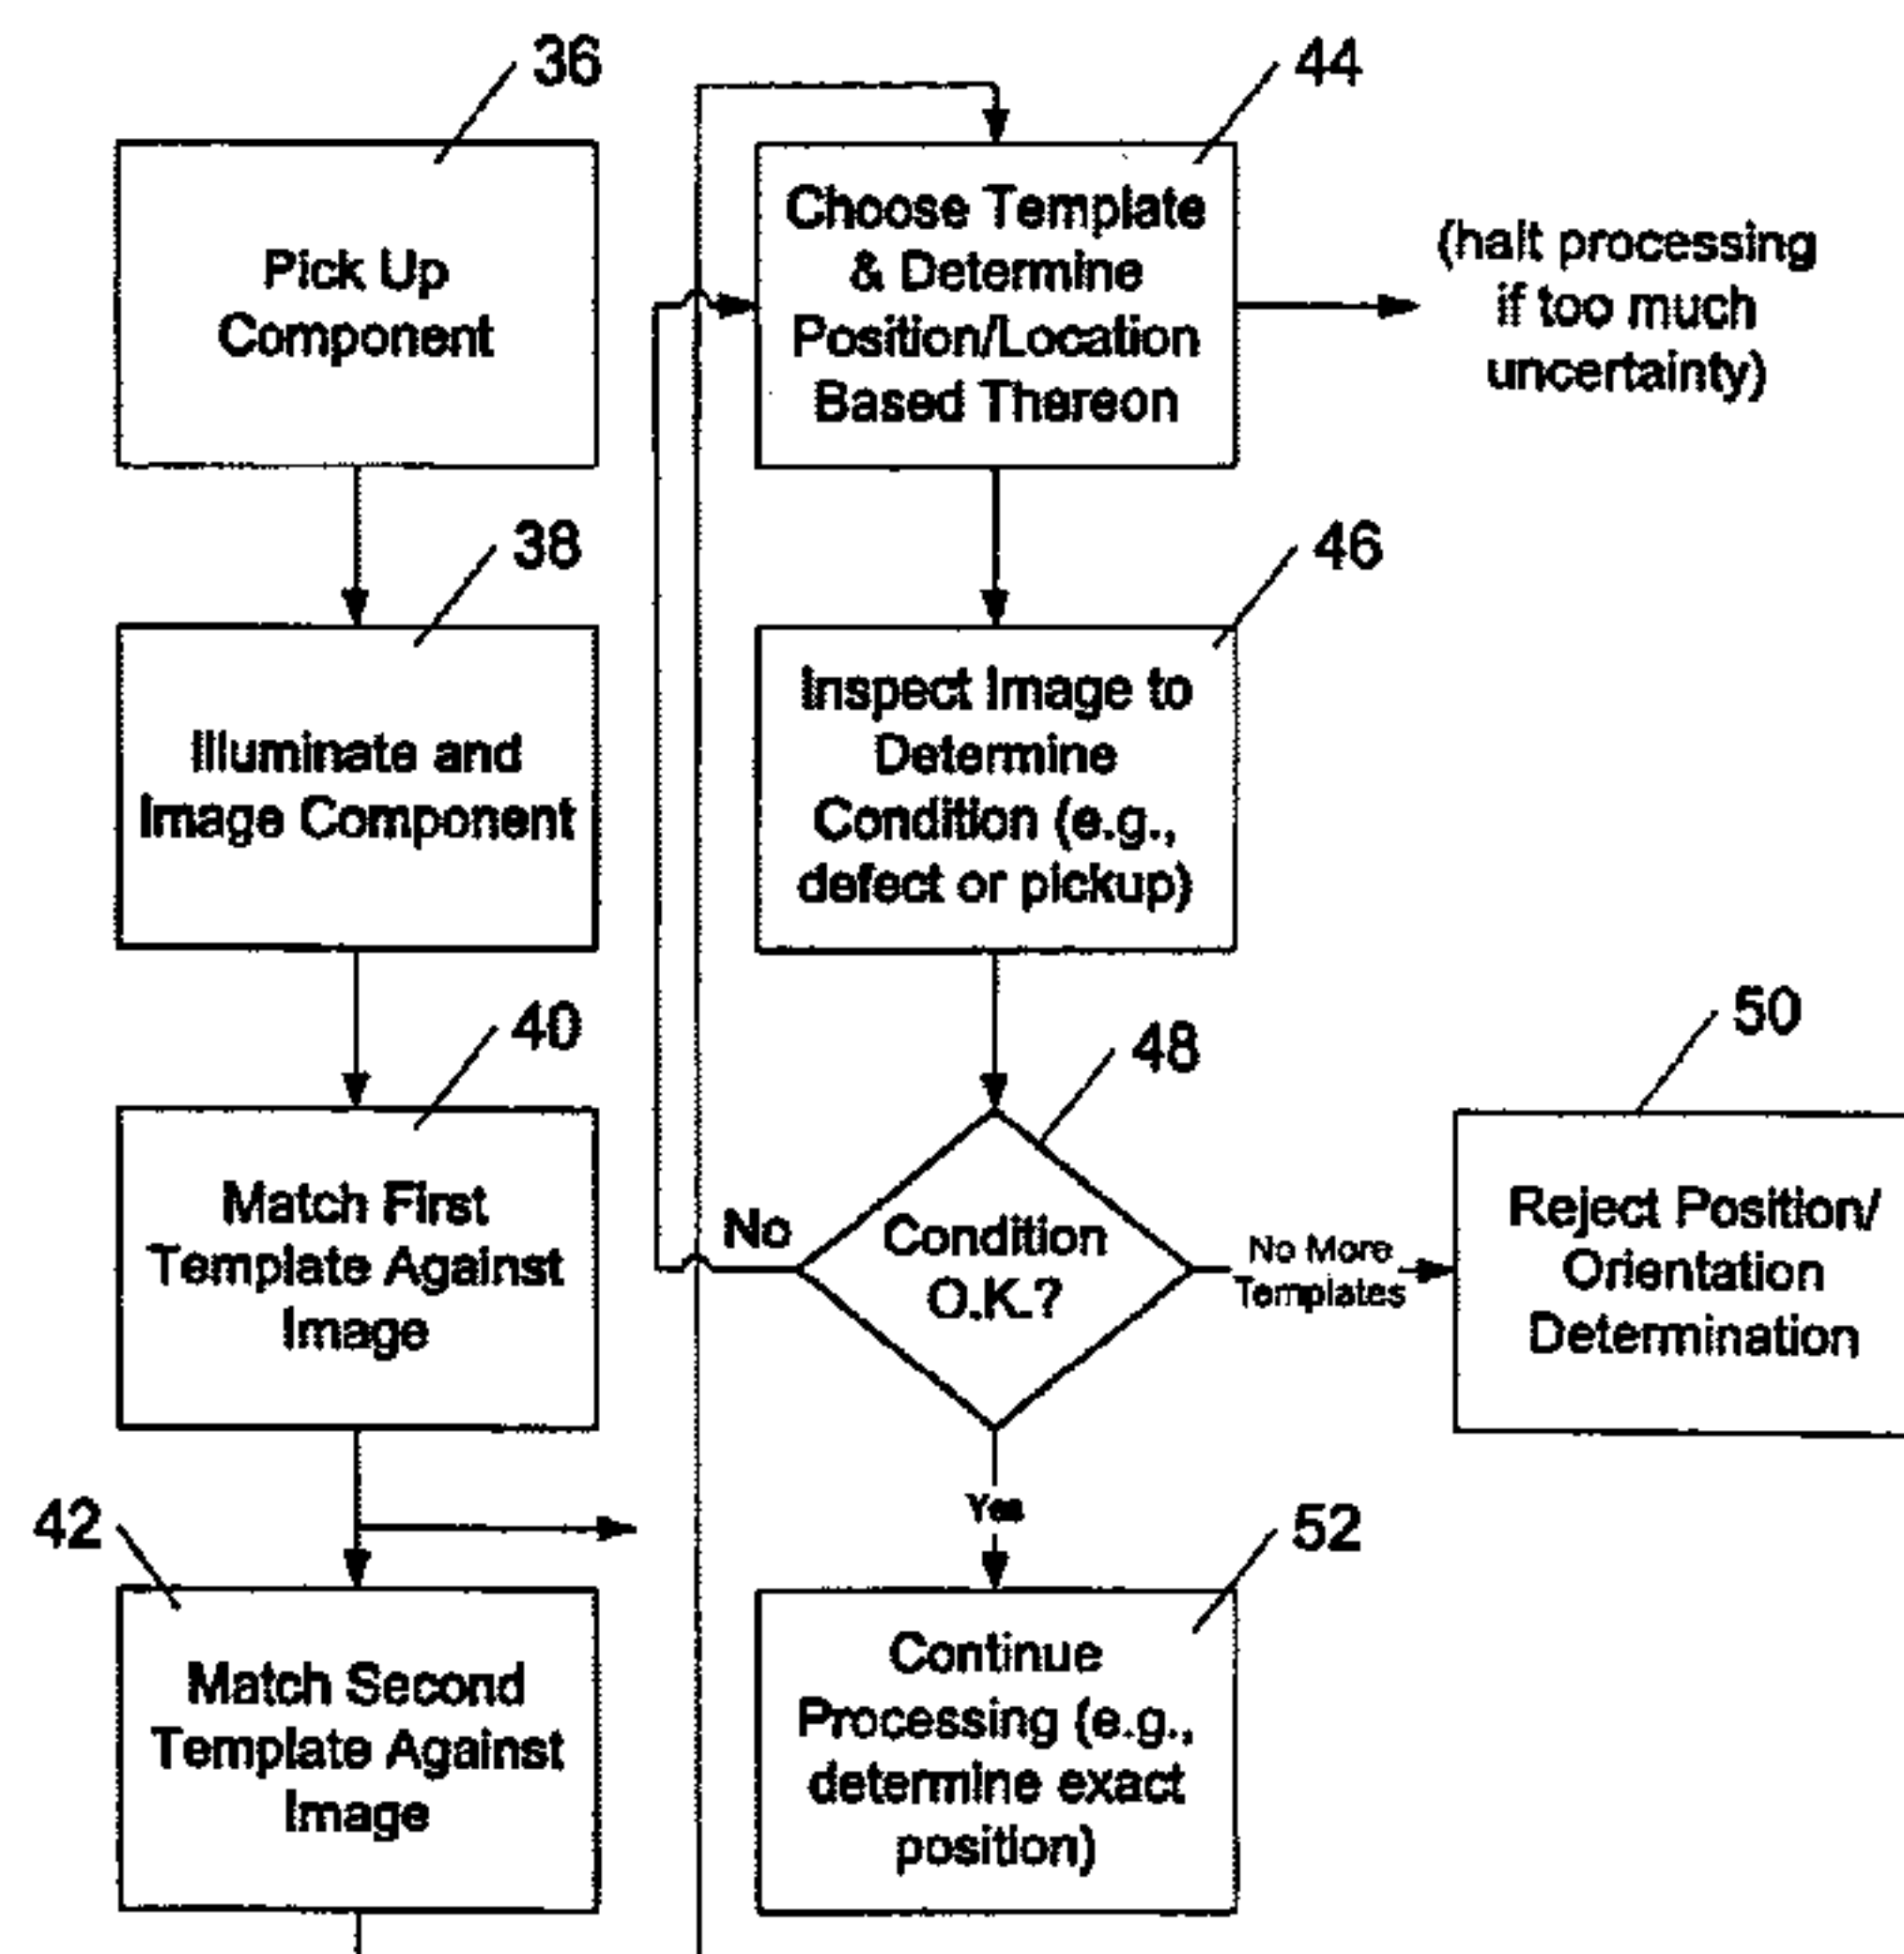 36
Pick Up
Component
38
Illuminate and
Image Component
40
Match First
Template Against
Image
42
Match Second
Template Against
Image
44
Choose Template
& Determine
Position/Location
Based Thereon
(halt processing
if too much
uncertainty)
46
Inspect Image to
Determine
Condition (e.g.,
defect or pickup)
48
Condition
O.K.?
No
No More
Templates
50
Reject Position/
Orientation
Determination
Yes
52
Continue
Processing (e.g.,
determine exact
position)